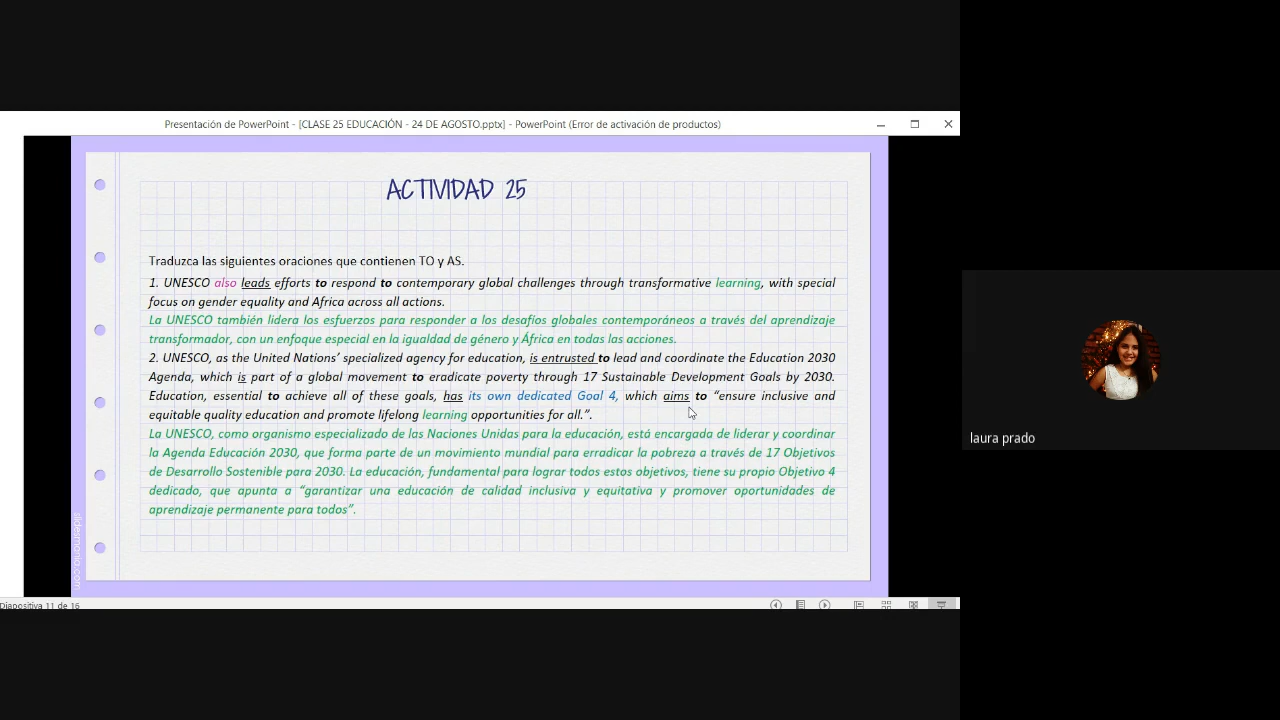 Presentación de PowerPoint - [CLASE 25 EDUCACIÓN - 24 DE AGOSTO.pptx] - PowerPoint (Error de activación de productos)
ACTIVIDAD 25
Traduzca las siguientes oraciones que contienen TO y AS.
1. UNESCO also leads efforts to respond to contemporary global challenges through transformative learning, with special
focus on gender equality and Africa across all actions.
La UNESCO también lidera los esfuerzos para responder a los desafíos globales contemporáneos a través del aprendizaje
transformador, con un enfoque especial en la igualdad de género y África en todas las acciones.
2. UNESCO, as the United Nations’ specialized agency for education, is entrusted to lead and coordinate the Education 2030
Agenda, which is part of a global movement to eradicate poverty through 17 Sustainable Development Goals by 2030.
Education, essential to achieve all of these goals, has its own dedicated Goal 4, which aims to “ensure inclusive and
equitable quality education and promote lifelong learning opportunities for all.”.
La UNESCO, como organismo especializado de las Naciones Unidas para la educación, está encargada de liderar y coordinar
la Agenda Educación 2030, que forma parte de un movimiento mundial para erradicar la pobreza a través de 17 Objetivos
de Desarrollo Sostenible para 2030. La educación, fundamental para lograr todos estos objetivos, tiene su propio Objetivo 4
dedicado, que apunta a “garantizar una educación de calidad inclusiva y equitativa y promover oportunidades de
aprendizaje permanente para todos”.
slidesmania.com
Diapositiva 11 de 16
laura prado